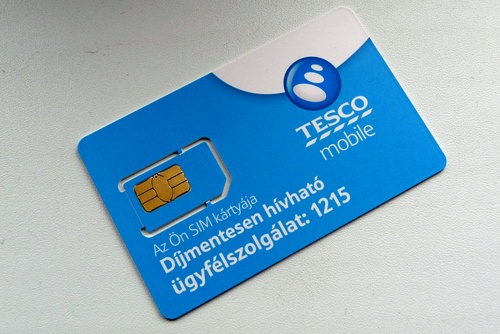 TESCO
mobile
Az Ön SIM kártyája
Díjmentesen hívható
ügyfélszolgálat: 1215